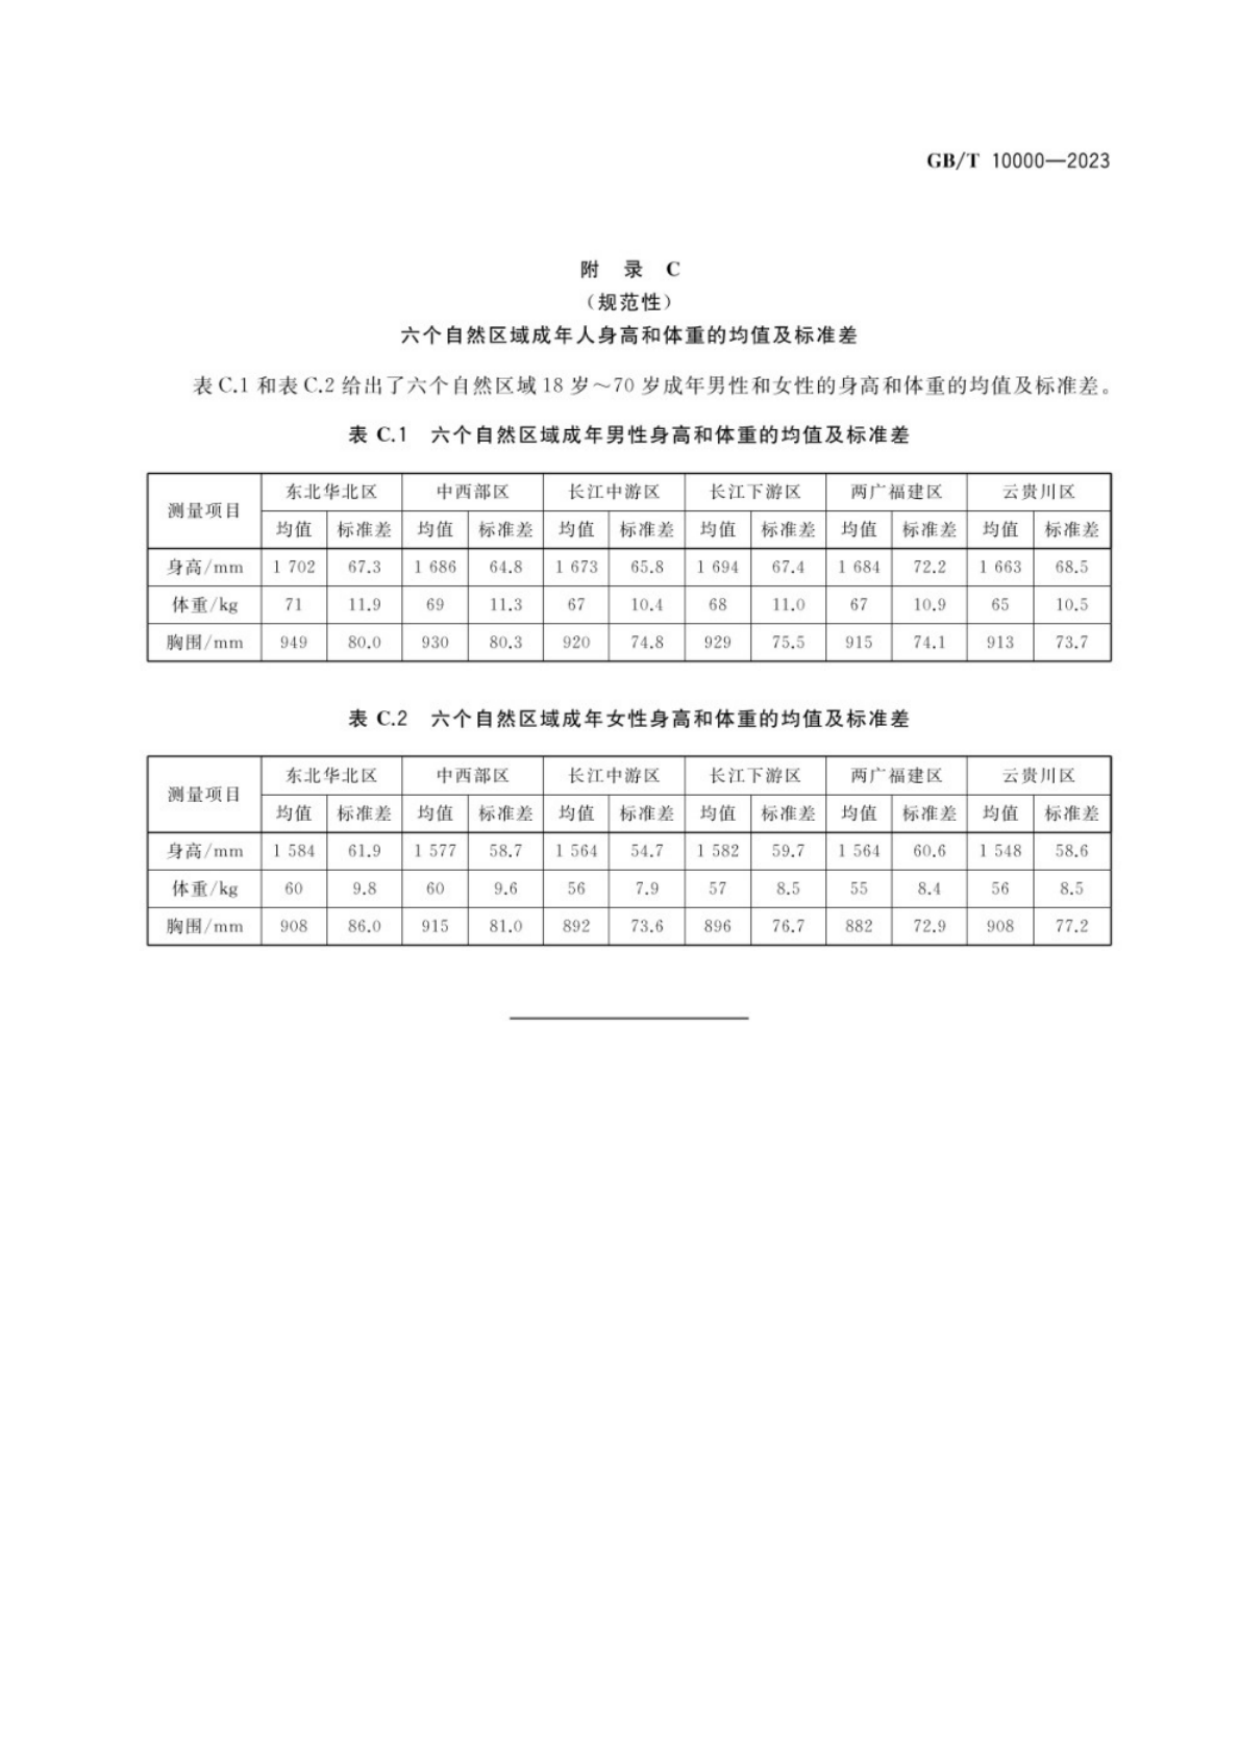 GB/T 10000—2023
附 录 C
（规范性）
六个自然区域成年人身高和体重的均值及标准差
表 C.1 和表 C.2 给出了六个自然区域 18 岁～70 岁成年男性和女性的身高和体重的均值及标准差。
表 C.1 六个自然区域成年男性身高和体重的均值及标准差
测量项目 东北华北区 中西部区 长江中游区 长江下游区 两广福建区 云贵川区
均值 标准差 均值 标准差 均值 标准差 均值 标准差 均值 标准差 均值 标准差
身高/mm 1 702 67.3 1 686 64.8 1 673 65.8 1 694 67.4 1 684 72.2 1 663 68.5
体重/kg 71 11.9 69 11.3 67 10.4 68 11.0 67 10.9 65 10.5
胸围/mm 949 80.0 930 80.3 920 74.8 929 75.5 915 74.1 913 73.7
表 C.2 六个自然区域成年女性身高和体重的均值及标准差
测量项目 东北华北区 中西部区 长江中游区 长江下游区 两广福建区 云贵川区
均值 标准差 均值 标准差 均值 标准差 均值 标准差 均值 标准差 均值 标准差
身高/mm 1 584 61.9 1 577 58.7 1 564 54.7 1 582 59.7 1 564 60.6 1 548 58.6
体重/kg 60 9.8 60 9.6 56 7.9 57 8.5 55 8.4 56 8.5
胸围/mm 908 86.0 915 81.0 892 73.6 896 76.7 882 72.9 908 77.2